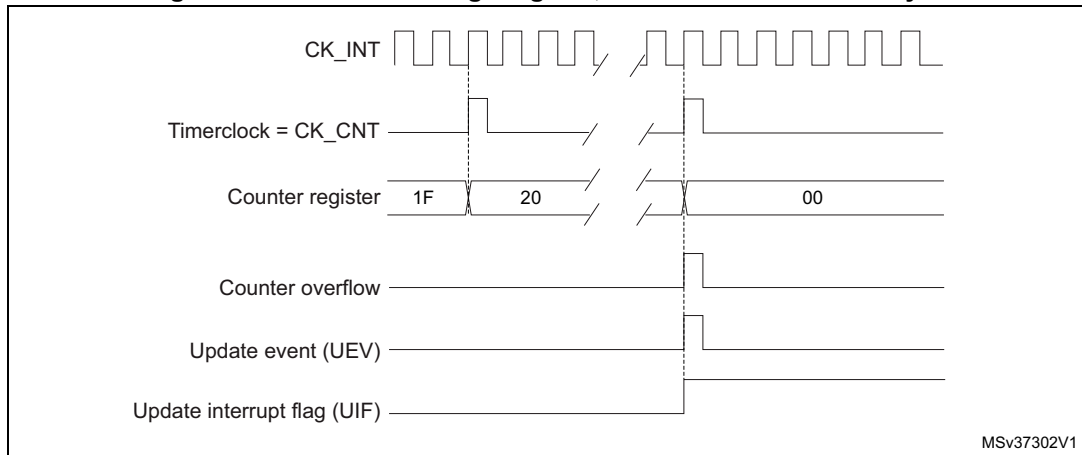 CK_INT
Timerclock = CK_CNT
Counter register 1F 20 00
Counter overflow
Update event (UEV)
Update interrupt flag (UIF)
MSv37302V1